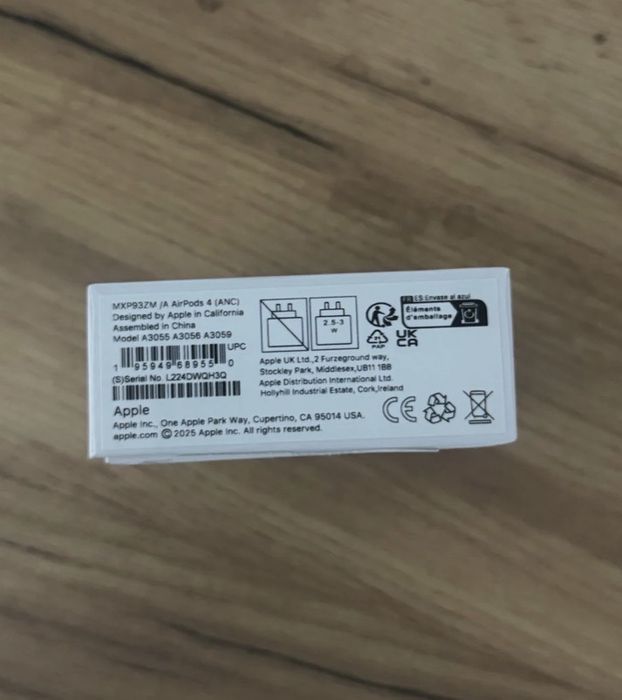 MXP93ZM /A AirPods 4 (ANC)
Designed by Apple in California
Assembled in China
Model A3055 A3056 A3059
UPC
1 95949 68955 0
(S)Serial No. L224DWQH3Q
Apple
Apple Inc., One Apple Park Way, Cupertino, CA 95014 USA.
apple.com ©2025 Apple Inc. All rights reserved.
2.5-3
W
FR ES Envase al azul
Éléments
d'emballage
21
PAP
UK
CA
Apple UK Ltd.,2 Furzeground way,
Stockley Park, Middlesex,UB11 1BB
Apple Distribution International Ltd.
Hollyhill Industrial Estate, Cork,Ireland
CE